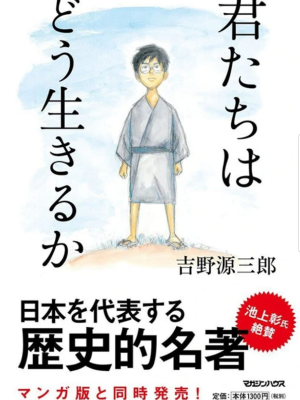 君たちは
どう生きるか
吉野源三郎
日本を代表する
歴史的名著
池上彰氏
絶賛
マンガ版と同時発売！
マガジンハウス
定価：本体1300円（税別）